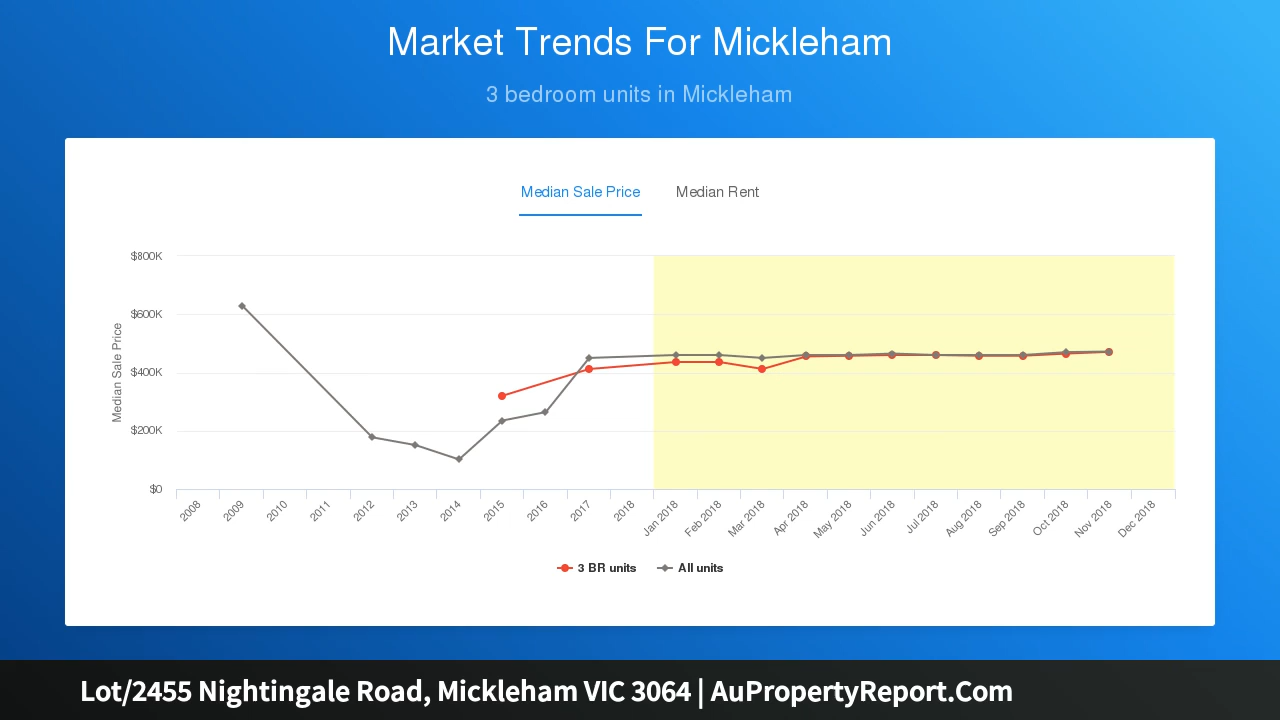 Market Trends For Mickleham
3 bedroom units in Mickleham
Median Sale Price Median Rent
$800K
$600K
$400K
$200K
$0
Median Sale Price
2008 2009 2010 2011 2012 2013 2014 2015 2016 2017 2018 Jan 2018 Feb 2018 Mar 2018 Apr 2018 May 2018 Jun 2018 Jul 2018 Aug 2018 Sep 2018 Oct 2018 Nov 2018 Dec 2018
3 BR units All units
Lot/2455 Nightingale Road, Mickleham VIC 3064 | AuPropertyReport.Com